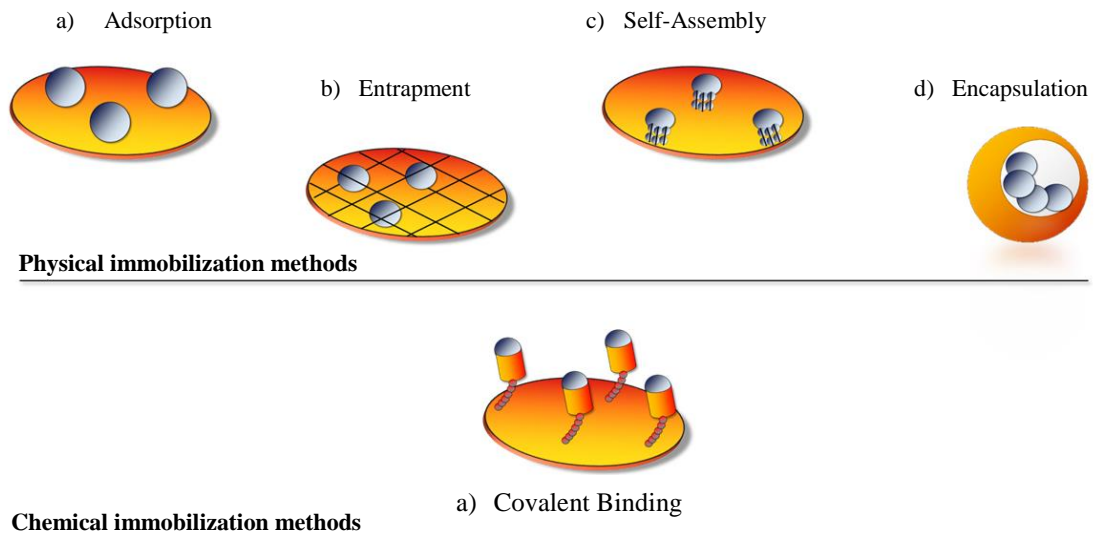 a) Adsorption
c) Self-Assembly
b) Entrapment
d) Encapsulation
Physical immobilization methods
a) Covalent Binding
Chemical immobilization methods